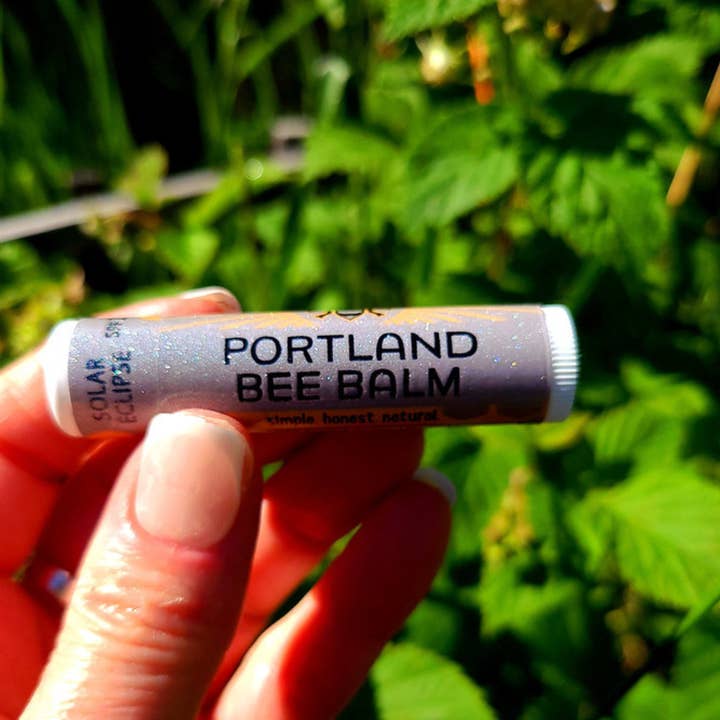 PORTLAND
BEE BALM
simple honest natural
SOLAR
ECLIPSE